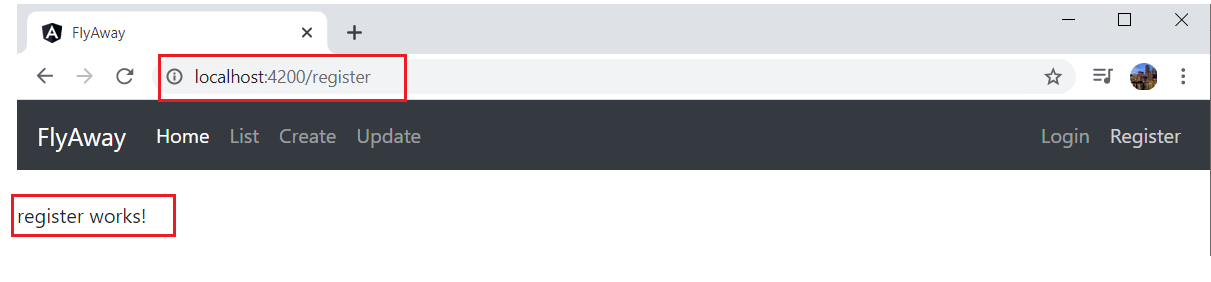 FlyAway
localhost:4200/register
FlyAway Home List Create Update Login Register
register works!